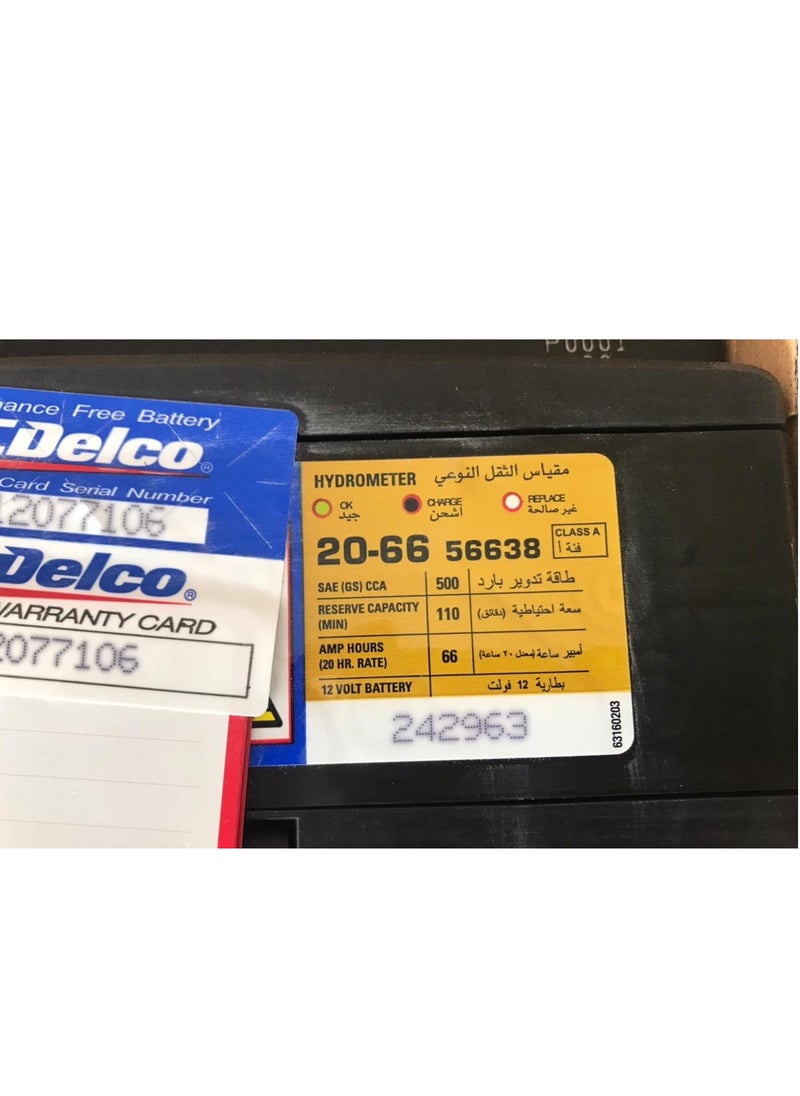 Free Battery
Delco®
Card Serial Number
2077106
Delco®
WARRANTY CARD
2077106
HYDROMETER مقياس الثقل النوعي
OK CHARGE REPLACE
جيد اشحن غير صالحة
20-66 56638 CLASS A فئة أ
SAE (GS) CCA 500 طاقة تدوير بارد
RESERVE CAPACITY (MIN) 110 سعة احتياطية (دقائق)
AMP HOURS (20 HR. RATE) 66 أمبير ساعة (معدل ٢٠ ساعة)
12 VOLT BATTERY بطارية 12 فولت
242963
63160203